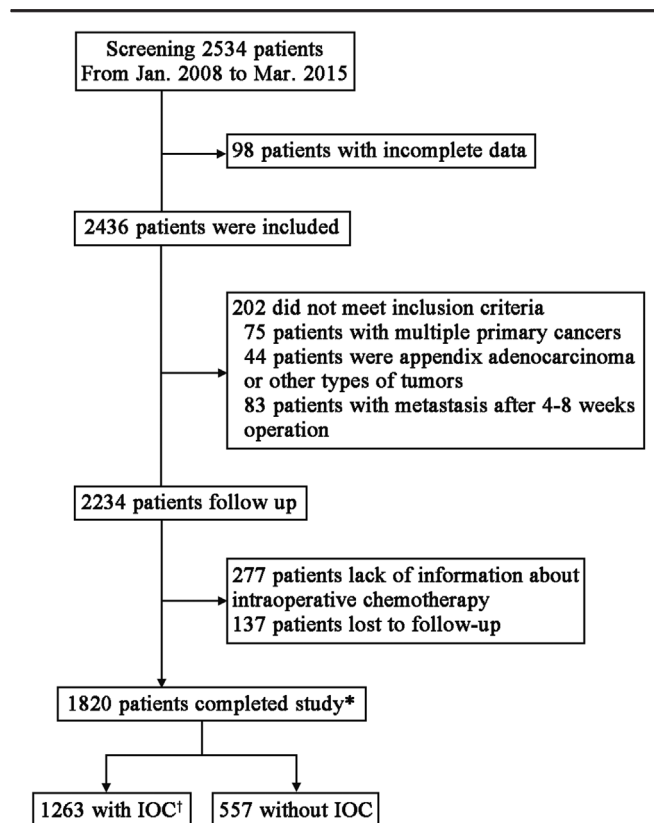 Screening 2534 patients
From Jan. 2008 to Mar. 2015
98 patients with incomplete data
2436 patients were included
202 did not meet inclusion criteria
75 patients with multiple primary cancers
44 patients were appendix adenocarcinoma
or other types of tumors
83 patients with metastasis after 4-8 weeks
operation
2234 patients follow up
277 patients lack of information about
intraoperative chemotherapy
137 patients lost to follow-up
1820 patients completed study*
1263 with IOC†
557 without IOC